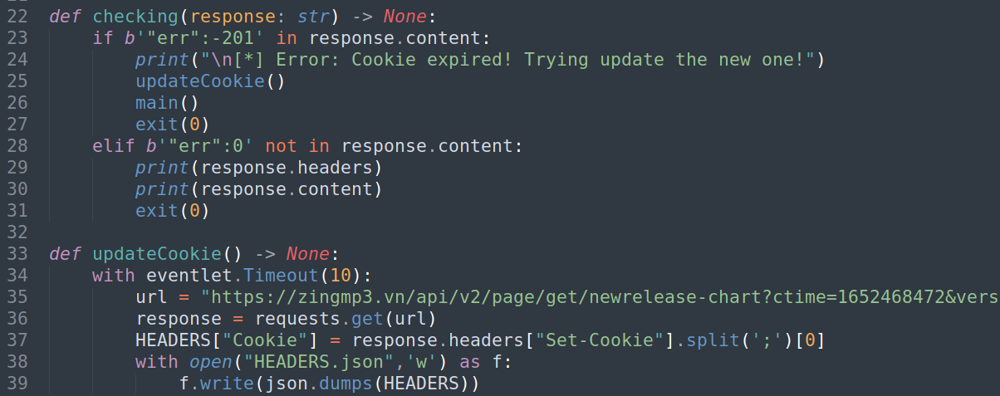 22 def checking(response: str) -> None:
23     if b'"err":-201' in response.content:
24         print("\n[*] Error: Cookie expired! Trying update the new one!")
25         updateCookie()
26         main()
27         exit(0)
28     elif b'"err":0' not in response.content:
29         print(response.headers)
30         print(response.content)
31         exit(0)
32
33 def updateCookie() -> None:
34     with eventlet.Timeout(10):
35         url = "https://zingmp3.vn/api/v2/page/get/newrelease-chart?ctime=1652468472&vers
36         response = requests.get(url)
37         HEADERS["Cookie"] = response.headers["Set-Cookie"].split(';')[0]
38         with open("HEADERS.json",'w') as f:
39             f.write(json.dumps(HEADERS))